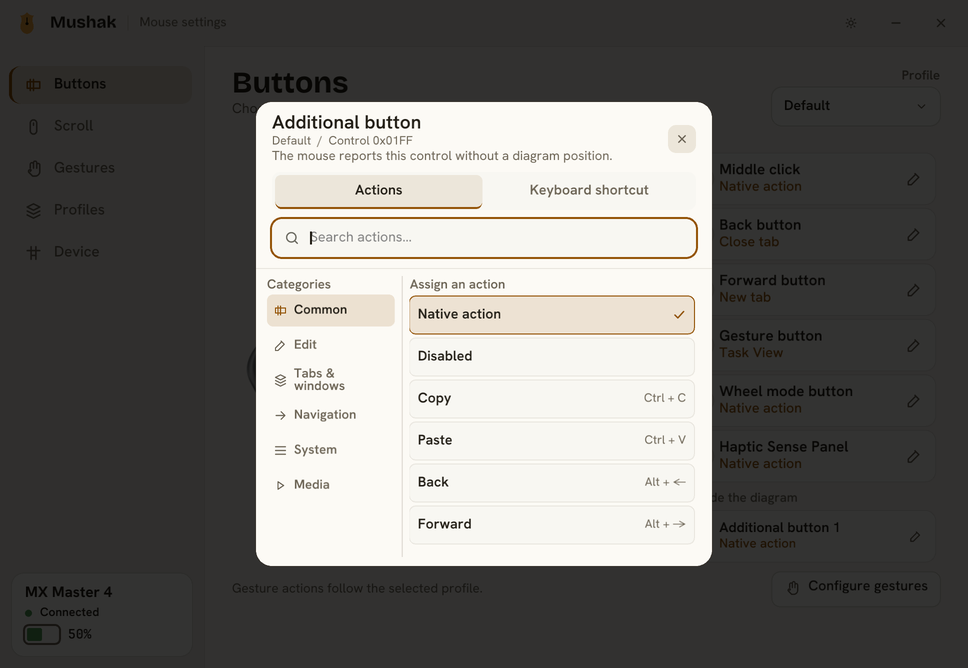 Mushak
Mouse settings
Buttons
Scroll
Gestures
Profiles
Device
MX Master 4
Connected
50%
Buttons
Profile
Default
Additional button
Default / Control 0x01FF
The mouse reports this control without a diagram position.
Actions
Keyboard shortcut
Search actions...
Categories
Common
Edit
Tabs &
windows
Navigation
System
Media
Assign an action
Native action
Disabled
Copy Ctrl + C
Paste Ctrl + V
Back Alt + ←
Forward Alt + →
Middle click
Native action
Back button
Close tab
Forward button
New tab
Gesture button
Task View
Wheel mode button
Native action
Haptic Sense Panel
Native action
the diagram
Additional button 1
Native action
Gesture actions follow the selected profile.
Configure gestures